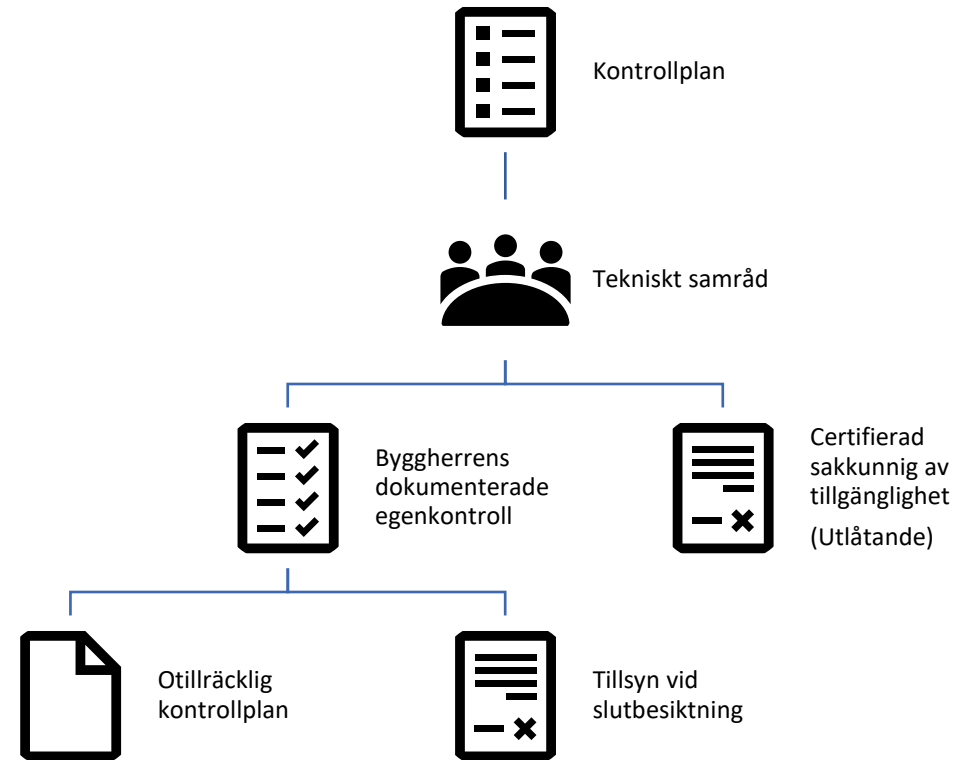 Kontrollplan
Tekniskt samråd
Byggherrens
dokumenterade
egenkontroll
Certifierad
sakkunnig av
tillgänglighet
(Utlåtande)
Otillräcklig
kontrollplan
Tillsyn vid
slutbesiktning